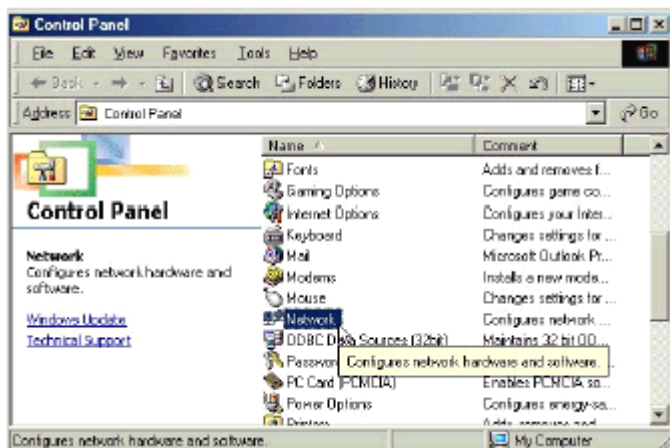 Control Panel
File Edit View Favorites Tools Help
Back Search Folders History
Address Control Panel Go
Name Comment
Control Panel
Network
Configures network hardware and
software.
Windows Update
Technical Support
Fonts Adds and removes f...
Gaming Options Configures game co...
Internet Options Configures your Inter...
Keyboard Changes settings for ...
Mail Microsoft Outlook Pr...
Modems Installs a new mode...
Mouse Changes settings for ...
Network Configures network ...
ODBC Data Sources (32bit) Maintains 32 bit OD...
Configures network hardware and software.
PC Card (PCMCIA) Enables PCMCIA so...
Power Options Configures energy-sa...
Configures network hardware and software. My Computer